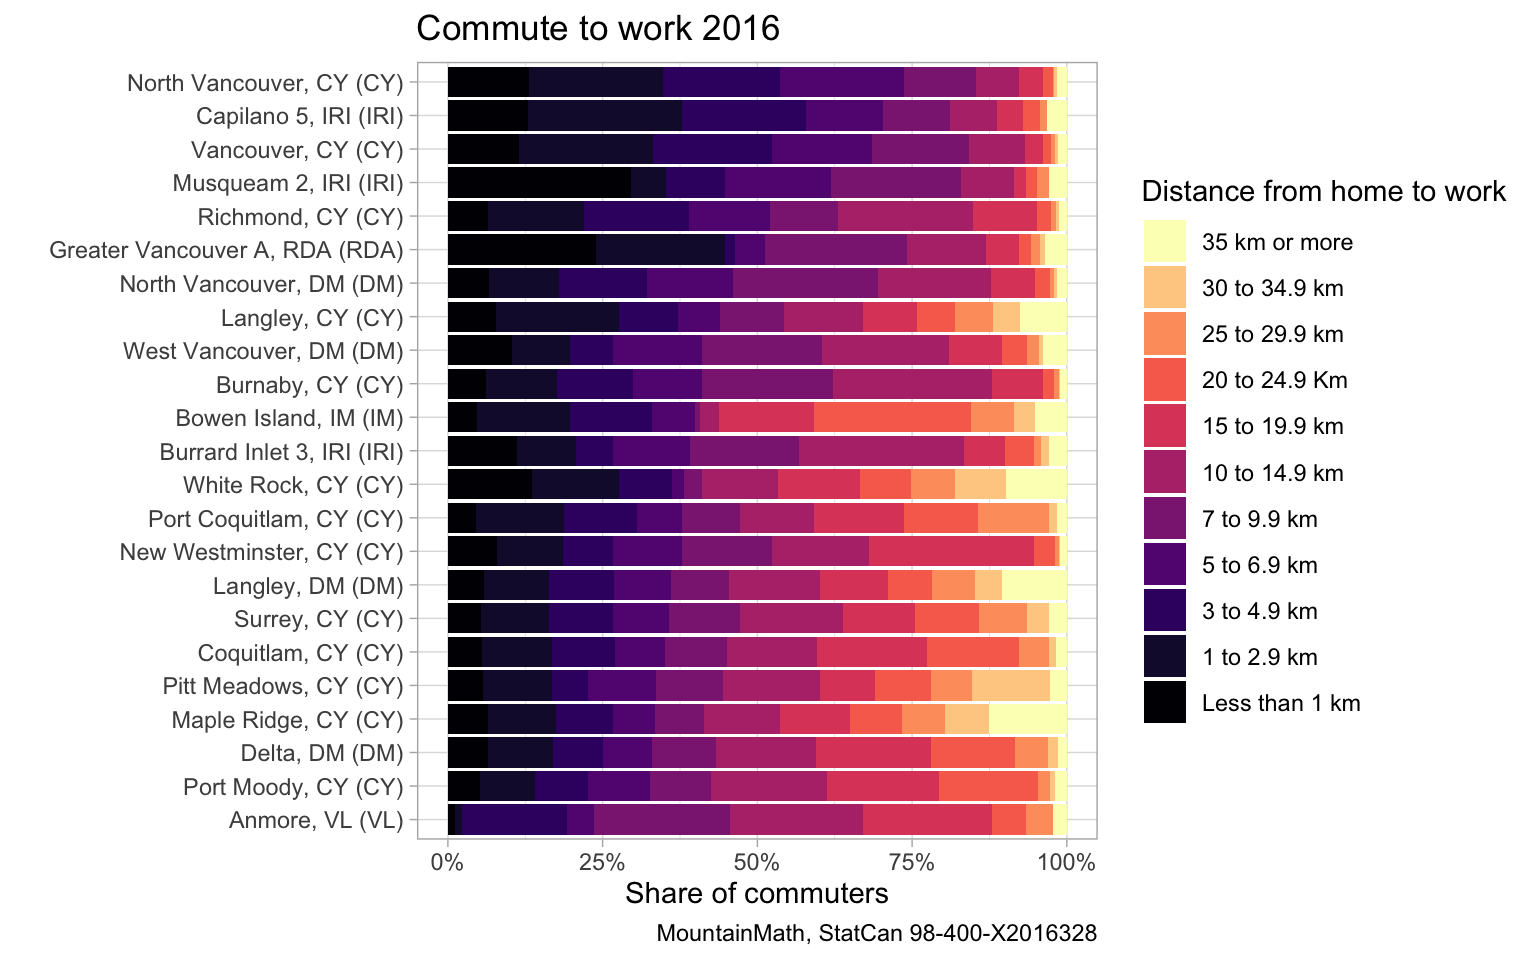 Commute to work 2016
North Vancouver, CY (CY)
Capilano 5, IRI (IRI)
Vancouver, CY (CY)
Musqueam 2, IRI (IRI)
Richmond, CY (CY)
Greater Vancouver A, RDA (RDA)
North Vancouver, DM (DM)
Langley, CY (CY)
West Vancouver, DM (DM)
Burnaby, CY (CY)
Bowen Island, IM (IM)
Burrard Inlet 3, IRI (IRI)
White Rock, CY (CY)
Port Coquitlam, CY (CY)
New Westminster, CY (CY)
Langley, DM (DM)
Surrey, CY (CY)
Coquitlam, CY (CY)
Pitt Meadows, CY (CY)
Maple Ridge, CY (CY)
Delta, DM (DM)
Port Moody, CY (CY)
Anmore, VL (VL)
0% 25% 50% 75% 100%
Share of commuters
MountainMath, StatCan 98-400-X2016328
Distance from home to work
35 km or more
30 to 34.9 km
25 to 29.9 km
20 to 24.9 Km
15 to 19.9 km
10 to 14.9 km
7 to 9.9 km
5 to 6.9 km
3 to 4.9 km
1 to 2.9 km
Less than 1 km